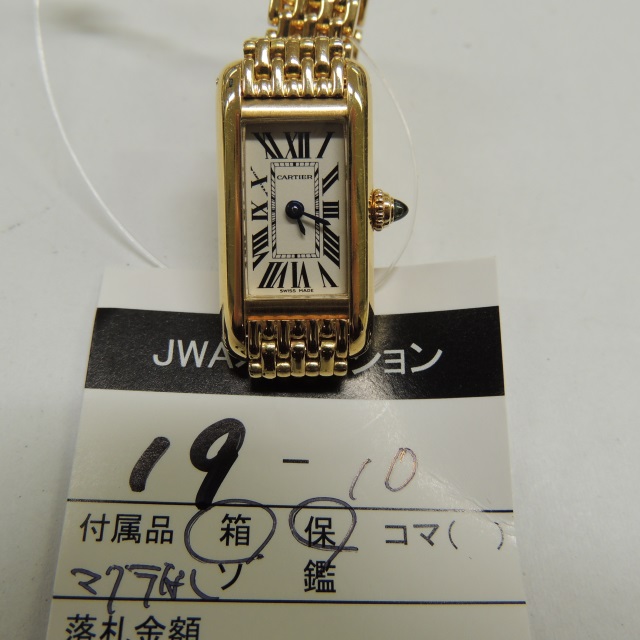 CARTIER
SWISS MADE
JWA ション
19 - 10
付属品 箱 保 コマ( )
ゾ 鑑
落札金額